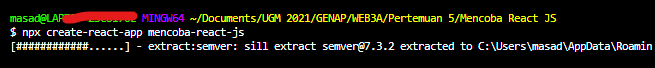 masad@LAP MINGW64 ~/Documents/UGM 2021/GENAP/WEB3A/Pertemuan 5/Mencoba React JS
$ npx create-react-app mencoba-react-js
[############......] - extract:semver: sill extract semver@7.3.2 extracted to C:\Users\masad\AppData\Roamin